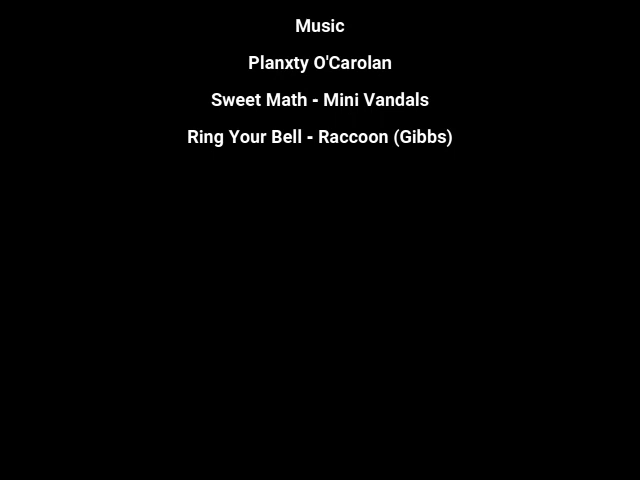 Music
Planxty O'Carolan
Sweet Math - Mini Vandals
Ring Your Bell - Raccoon (Gibbs)